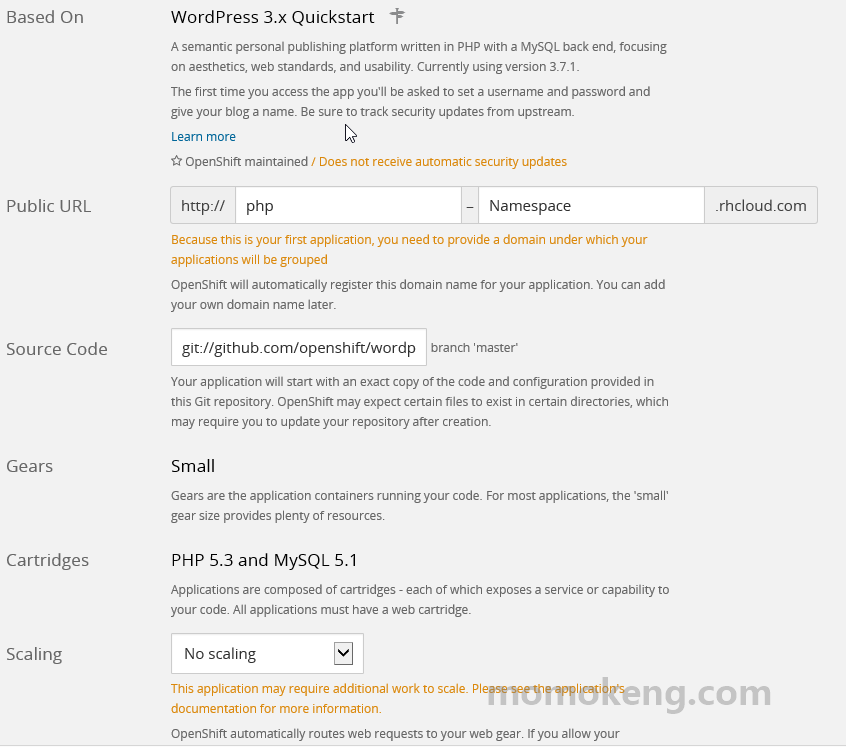 Based On
WordPress 3.x Quickstart
A semantic personal publishing platform written in PHP with a MySQL back end, focusing
on aesthetics, web standards, and usability. Currently using version 3.7.1.
The first time you access the app you'll be asked to set a username and password and
give your blog a name. Be sure to track security updates from upstream.
Learn more
OpenShift maintained / Does not receive automatic security updates
Public URL
http:// php – Namespace .rhcloud.com
Because this is your first application, you need to provide a domain under which your
applications will be grouped
OpenShift will automatically register this domain name for your application. You can add
your own domain name later.
Source Code
git://github.com/openshift/wordp branch 'master'
Your application will start with an exact copy of the code and configuration provided in
this Git repository. OpenShift may expect certain files to exist in certain directories, which
may require you to update your repository after creation.
Gears
Small
Gears are the application containers running your code. For most applications, the 'small'
gear size provides plenty of resources.
Cartridges
PHP 5.3 and MySQL 5.1
Applications are composed of cartridges - each of which exposes a service or capability to
your code. All applications must have a web cartridge.
Scaling
No scaling
This application may require additional work to scale. Please see the application's
documentation for more information.
momokeng.com
OpenShift automatically routes web requests to your web gear. If you allow your